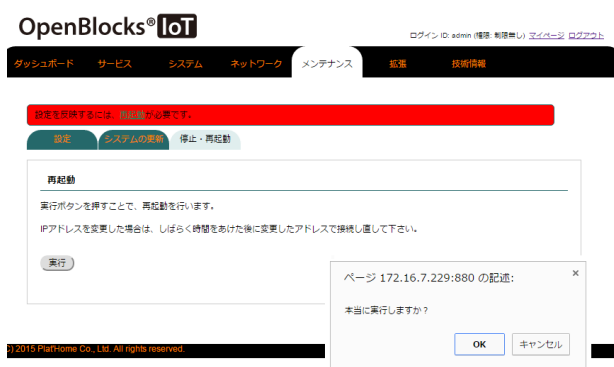 OpenBlocks® IoT
ログイン ID: admin (権限: 制限無し) マイページ ログアウト
ダッシュボード サービス システム ネットワーク メンテナンス 拡張 技術情報
設定を反映するには、再起動が必要です。
設定 システムの更新 停止・再起動
再起動
実行ボタンを押すことで、再起動を行います。
IPアドレスを変更した場合は、しばらく時間をあけた後に変更したアドレスで接続し直して下さい。
実行
ページ 172.16.7.229:880 の記述: ×
本当に実行しますか？
OK キャンセル
C) 2015 Plat'Home Co., Ltd. All rights reserved.